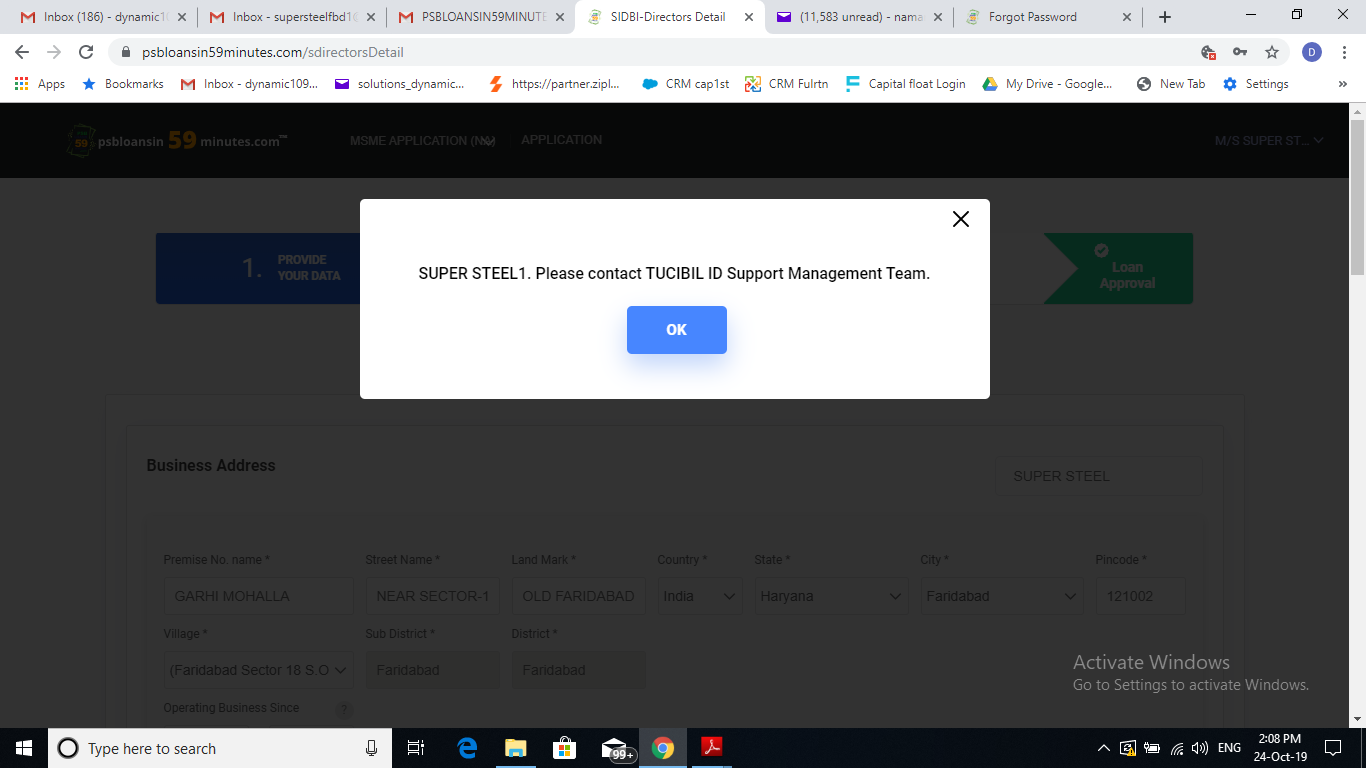 Inbox (186) - dynamic1
Inbox - supersteelfbd1
PSBLOANSIN59MINUTE
SIDBI-Directors Detail
(11,583 unread) - nama
Forgot Password
psbloansin59minutes.com/sdirectorsDetail
D
Apps
Bookmarks
Inbox - dynamic109...
solutions_dynamic...
https://partner.zipl...
CRM cap1st
CRM Fulrtn
Capital float Login
My Drive - Google...
New Tab
Settings
»
59 psbloansin 59 minutes.com™
MSME APPLICATION
APPLICATION
M/S SUPER ST...
1.
PROVIDE
YOUR DATA
Loan
Approval
SUPER STEEL1. Please contact TUCIBIL ID Support Management Team.
OK
Business Address
SUPER STEEL
Premise No. name *
Street Name *
Land Mark *
Country *
State *
City *
Pincode *
GARHI MOHALLA
NEAR SECTOR-1
OLD FARIDABAD
India
Haryana
Faridabad
121002
Village *
Sub District *
District *
(Faridabad Sector 18 S.O
Faridabad
Faridabad
Operating Business Since
?
Activate Windows
Go to Settings to activate Windows.
Type here to search
99+
ENG
2:08 PM
24-Oct-19